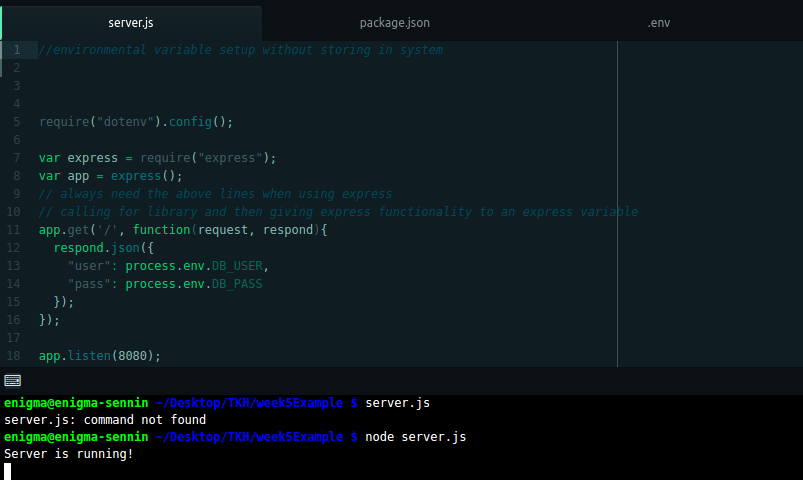 server.js package.json .env
1 //environmental variable setup without storing in system
2
3
4
5 require("dotenv").config();
6
7 var express = require("express");
8 var app = express();
9 // always need the above lines when using express
10 // calling for library and then giving express functionality to an express variable
11 app.get('/', function(request, respond){
12 respond.json({
13 "user": process.env.DB_USER,
14 "pass": process.env.DB_PASS
15 });
16 });
17
18 app.listen(8080);
enigma@enigma-sennin ~/Desktop/TKH/week5Example $ server.js
server.js: command not found
enigma@enigma-sennin ~/Desktop/TKH/week5Example $ node server.js
Server is running!